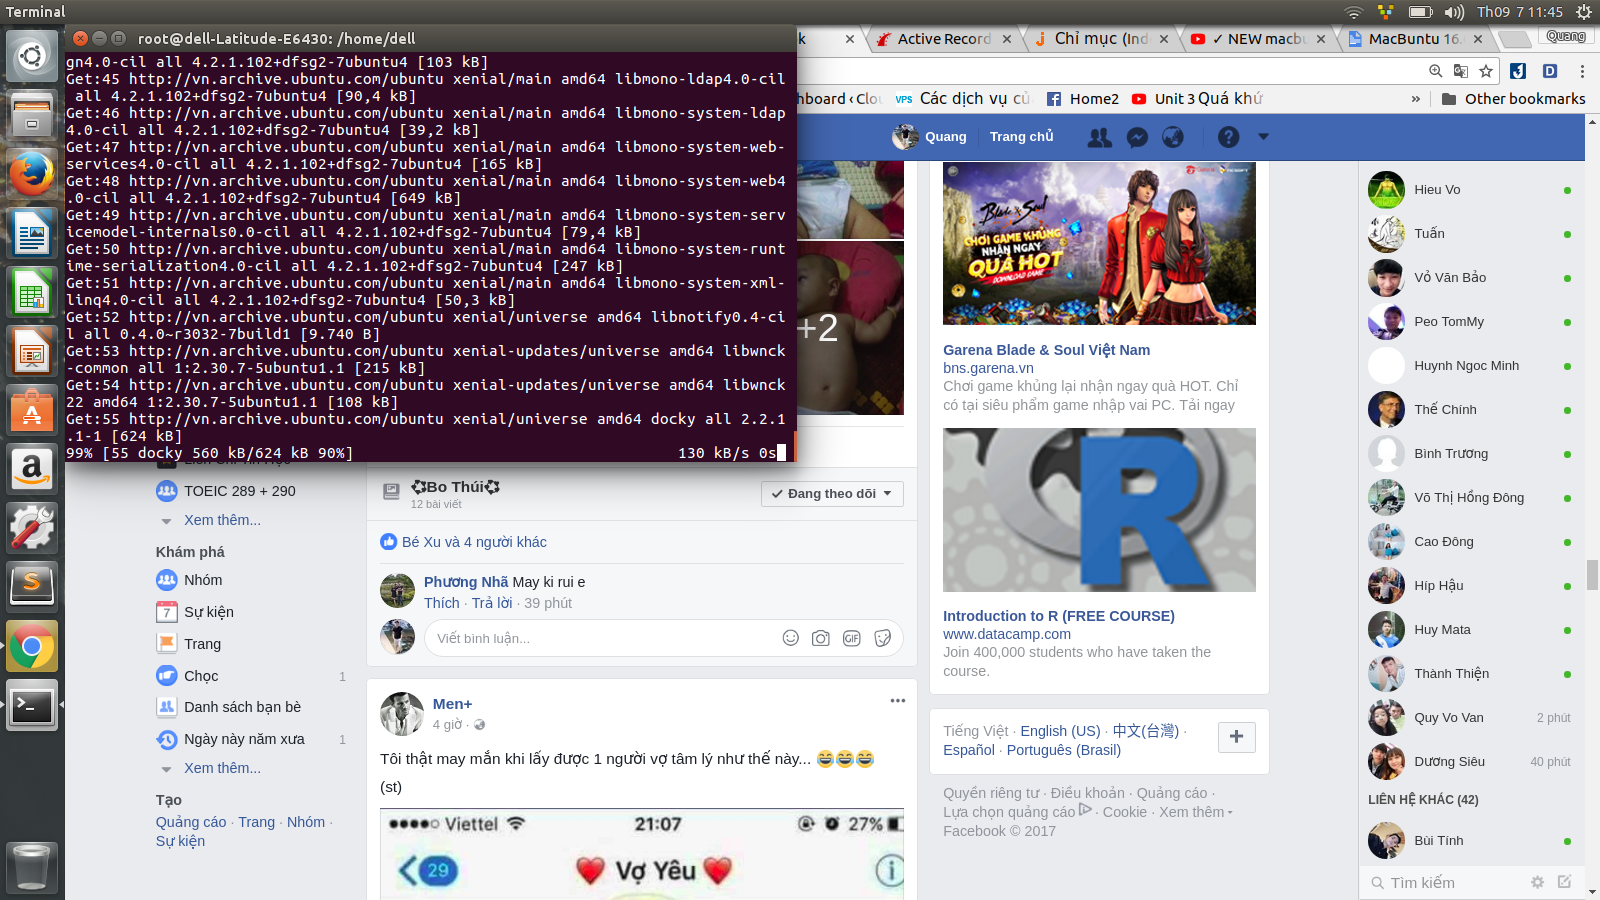 Terminal
Th09 7 11:45
root@dell-Latitude-E6430: /home/dell
gn4.0-cil all 4.2.1.102+dfsg2-7ubuntu4 [103 kB]
Get:45 http://vn.archive.ubuntu.com/ubuntu xenial/main amd64 libmono-ldap4.0-cil
all 4.2.1.102+dfsg2-7ubuntu4 [90,4 kB]
Get:46 http://vn.archive.ubuntu.com/ubuntu xenial/main amd64 libmono-system-ldap
4.0-cil all 4.2.1.102+dfsg2-7ubuntu4 [39,2 kB]
Get:47 http://vn.archive.ubuntu.com/ubuntu xenial/main amd64 libmono-system-web-
services4.0-cil all 4.2.1.102+dfsg2-7ubuntu4 [165 kB]
Get:48 http://vn.archive.ubuntu.com/ubuntu xenial/main amd64 libmono-system-web4
.0-cil all 4.2.1.102+dfsg2-7ubuntu4 [649 kB]
Get:49 http://vn.archive.ubuntu.com/ubuntu xenial/main amd64 libmono-system-serv
icemodel-internals0.0-cil all 4.2.1.102+dfsg2-7ubuntu4 [79,4 kB]
Get:50 http://vn.archive.ubuntu.com/ubuntu xenial/main amd64 libmono-system-runt
ime-serialization4.0-cil all 4.2.1.102+dfsg2-7ubuntu4 [247 kB]
Get:51 http://vn.archive.ubuntu.com/ubuntu xenial/main amd64 libmono-system-xml-
linq4.0-cil all 4.2.1.102+dfsg2-7ubuntu4 [50,3 kB]
Get:52 http://vn.archive.ubuntu.com/ubuntu xenial/universe amd64 libnotify0.4-ci
l all 0.4.0~r3032-7build1 [9.740 B]
Get:53 http://vn.archive.ubuntu.com/ubuntu xenial-updates/universe amd64 libwnck
-common all 1:2.30.7-5ubuntu1.1 [215 kB]
Get:54 http://vn.archive.ubuntu.com/ubuntu xenial-updates/universe amd64 libwnck
22 amd64 1:2.30.7-5ubuntu1.1 [108 kB]
Get:55 http://vn.archive.ubuntu.com/ubuntu xenial/universe amd64 docky all 2.2.1
.1-1 [624 kB]
99% [55 docky 560 kB/624 kB 90%] 130 kB/s 0s
k
Active Record
Chỉ mục (Ind
✓ NEW macbu
MacBuntu 16.
Quang
hboard ‹ Clou
VPS Các dịch vụ củ
Home2
Unit 3 Quá khứ
»
Other bookmarks
Quang
Trang chủ
+2
TOEIC 289 + 290
Xem thêm...
Khám phá
Nhóm
7 Sự kiện
Trang
Chọc 1
Danh sách bạn bè
Ngày này năm xưa 1
Xem thêm...
Tạo
Quảng cáo · Trang · Nhóm ·
Sự kiện
Bo Thúi
12 bài viết
Đang theo dõi
Bé Xu và 4 người khác
Phương Nhã May ki rui e
Thích · Trả lời · 39 phút
Viết bình luận...
GIF
Men+
4 giờ ·
Tôi thật may mắn khi lấy được 1 người vợ tâm lý như thế này... 😂😂😂
(st)
Viettel 21:07 27%
29 ❤ Vợ Yêu ❤
Blade & Soul
CHƠI GAME KHỦNG
NHẬN NGAY
QUÀ HOT
DOWNLOAD GAME
Garena Blade & Soul Việt Nam
bns.garena.vn
Chơi game khủng lại nhận ngay quà HOT. Chỉ
có tại siêu phẩm game nhập vai PC. Tải ngay
R
Introduction to R (FREE COURSE)
www.datacamp.com
Join 400,000 students who have taken the
course.
Tiếng Việt · English (US) · 中文(台灣) ·
Español · Português (Brasil)
Quyền riêng tư · Điều khoản · Quảng cáo ·
Lựa chọn quảng cáo · Cookie · Xem thêm
Facebook © 2017
Hieu Vo
Tuấn
Võ Văn Bảo
Peo TomMy
Huynh Ngoc Minh
Thế Chính
Bình Trương
Võ Thị Hồng Đông
Cao Đông
Híp Hậu
Huy Mata
Thành Thiện
Quy Vo Van 2 phút
Dương Siêu 40 phút
LIÊN HỆ KHÁC (42)
Bùi Tính
Tìm kiếm